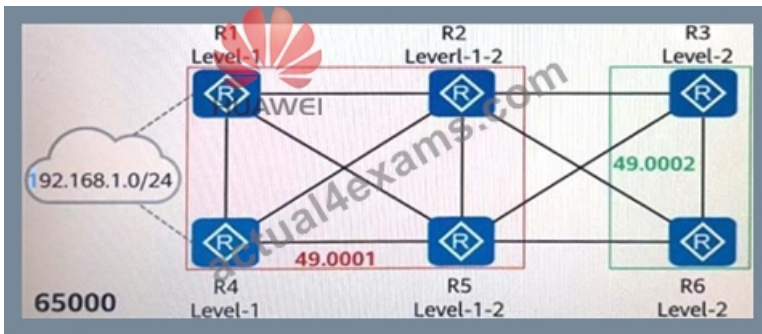 R1 R2 R3
Level-1 Leverl-1-2 Level-2
HUAWEI
actual4exams.com
49.0002
192.168.1.0/24
49.0001
R4 R5 R6
65000 Level-1 Level-1-2 Level-2